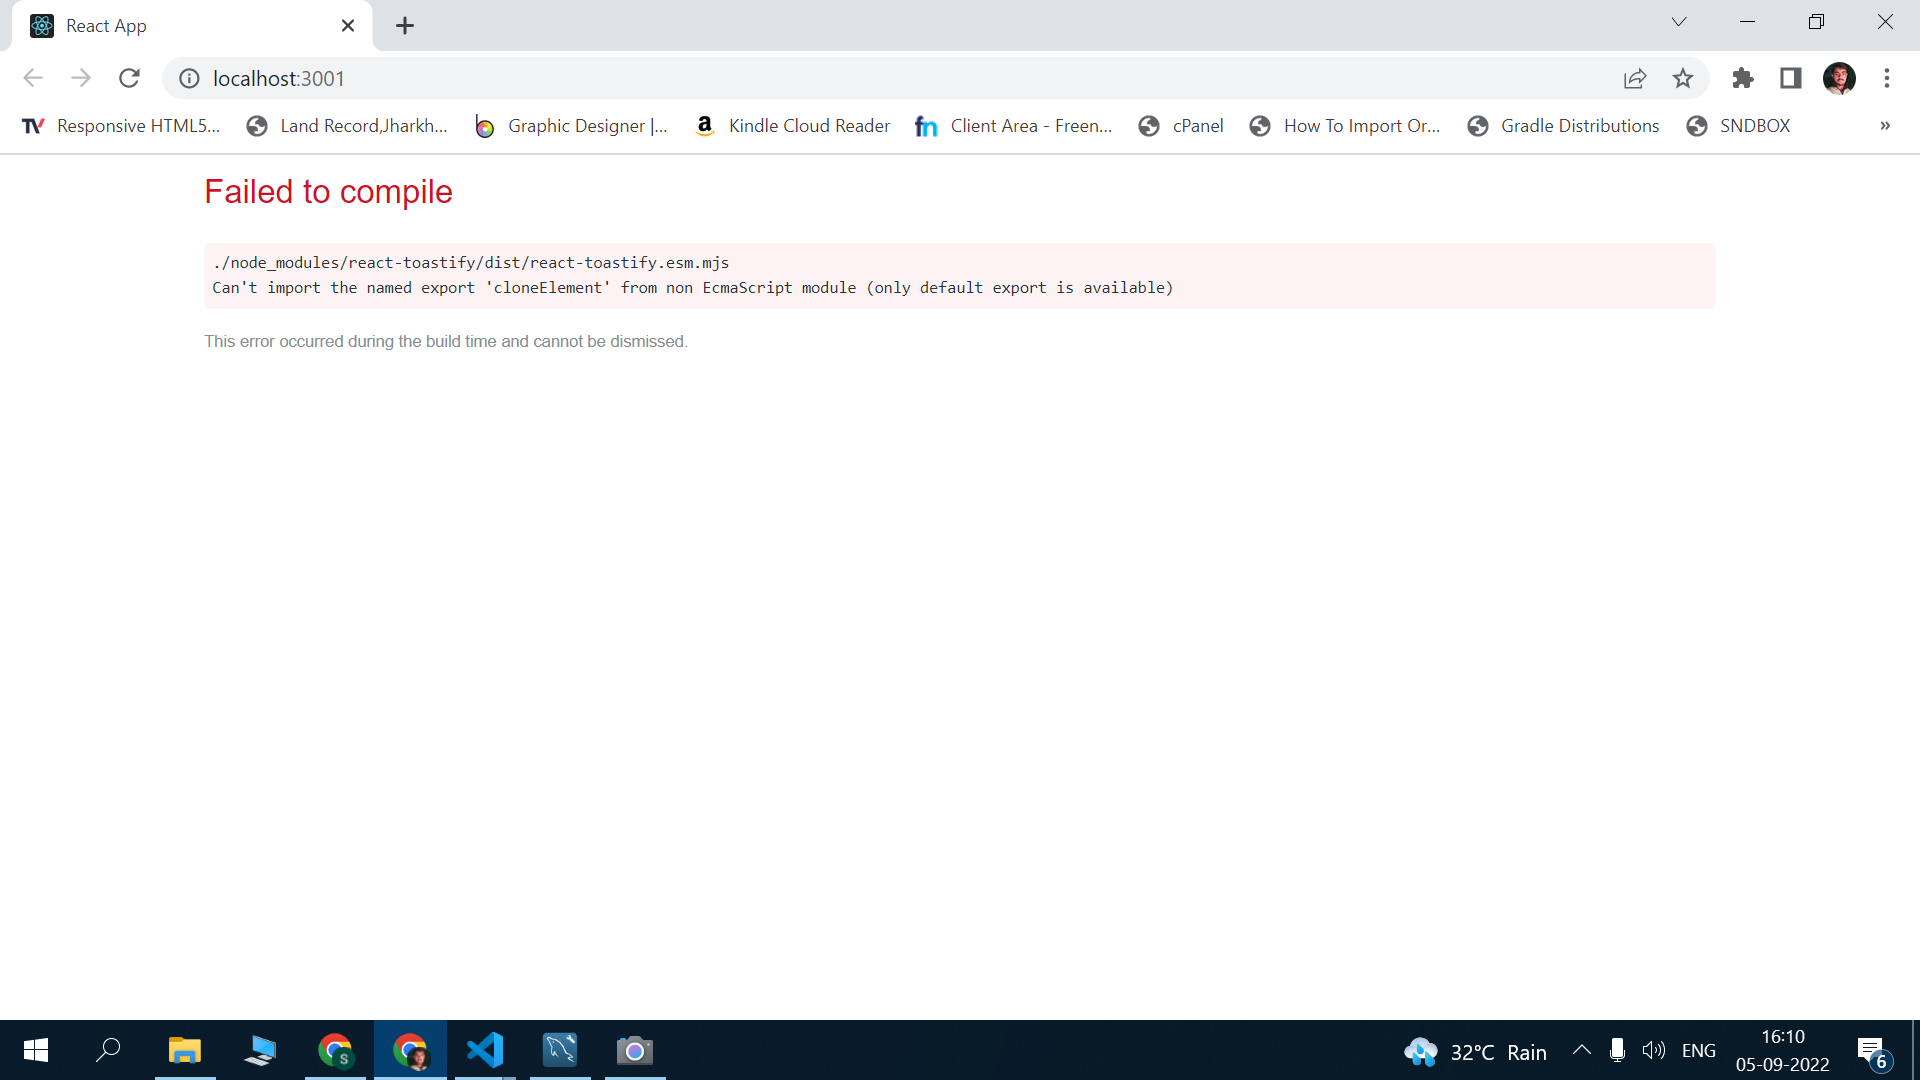 React App
localhost:3001
Responsive HTML5...
Land Record,Jharkh...
Graphic Designer |...
Kindle Cloud Reader
Client Area - Freen...
cPanel
How To Import Or...
Gradle Distributions
SNDBOX
»
Failed to compile
./node_modules/react-toastify/dist/react-toastify.esm.mjs
Can't import the named export 'cloneElement' from non EcmaScript module (only default export is available)
This error occurred during the build time and cannot be dismissed.
32°C Rain
ENG
16:10
05-09-2022
6